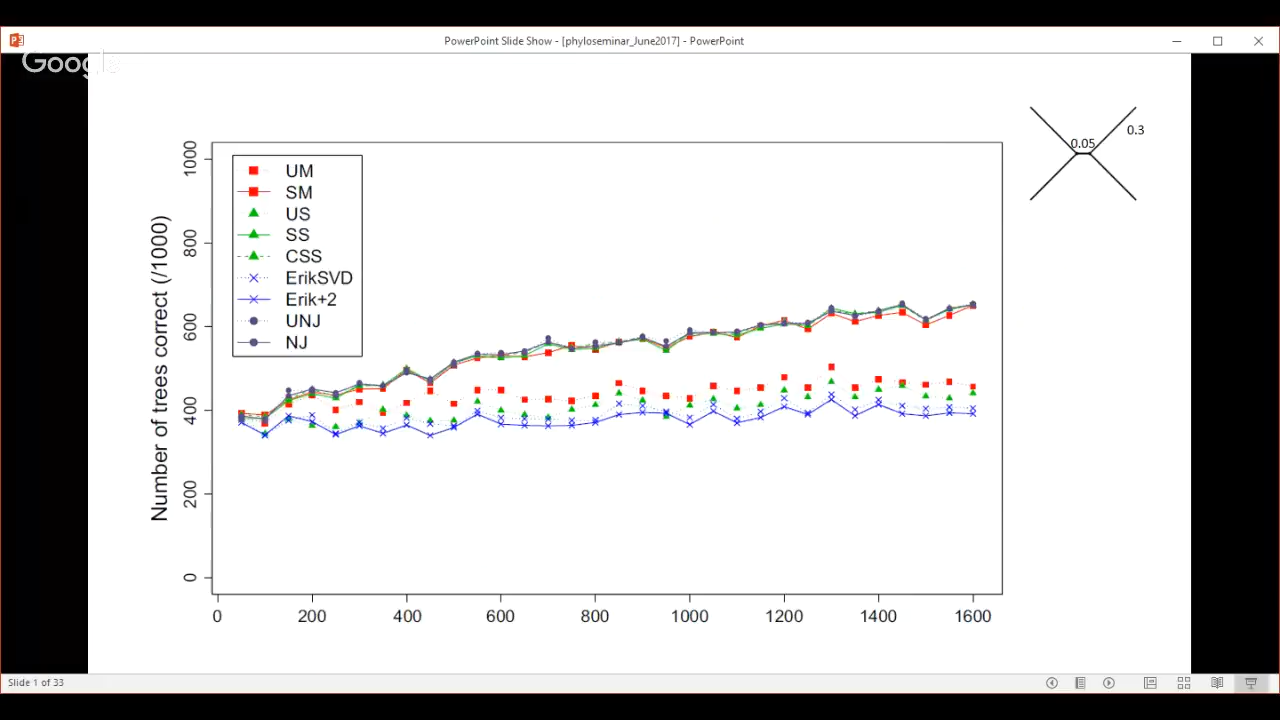 PowerPoint Slide Show - [phyloseminar_June2017] - PowerPoint
Google
0.3
0.05
UM
SM
US
SS
CSS
ErikSVD
Erik+2
UNJ
NJ
Number of trees correct (/1000)
1000
800
600
400
200
0
0 200 400 600 800 1000 1200 1400 1600
Slide 1 of 33